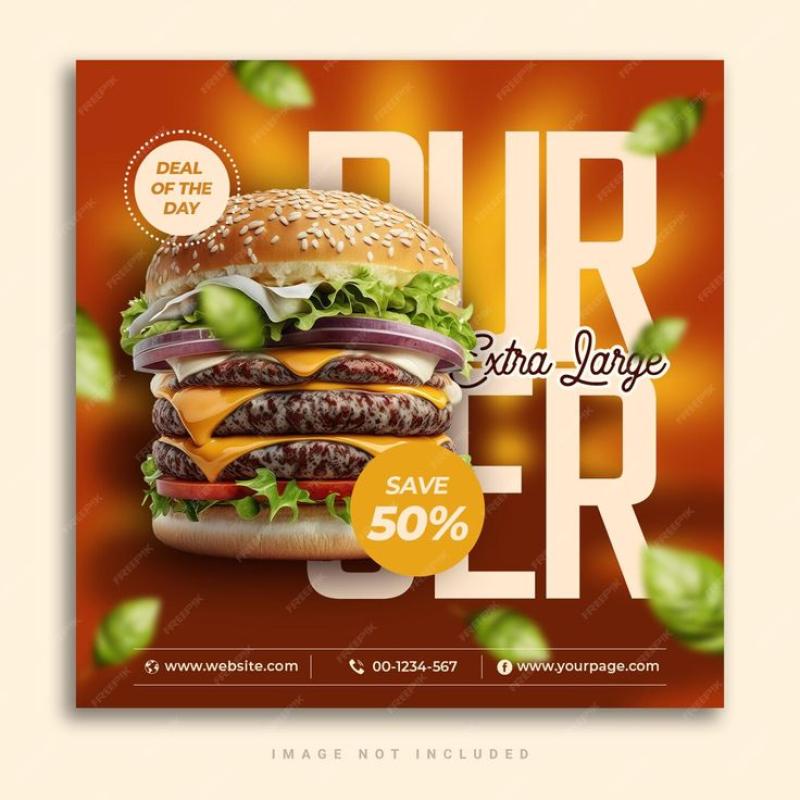 DEAL
OF THE
DAY
BUR
Extra Large
GER
SAVE
50%
www.website.com
00-1234-567
www.yourpage.com
IMAGE NOT INCLUDED
FREEPIK